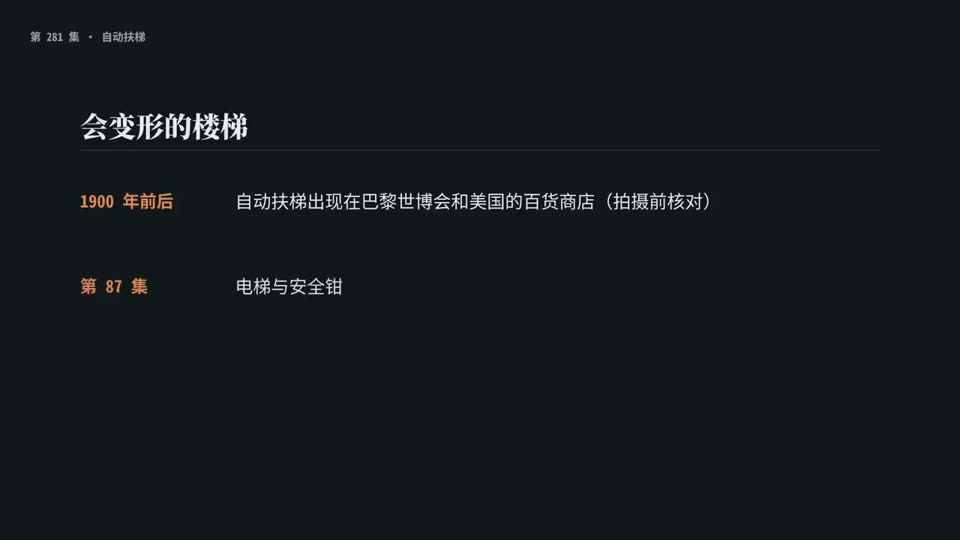 第 281 集 · 自动扶梯
会变形的楼梯
1900 年前后 自动扶梯出现在巴黎世博会和美国的百货商店（拍摄前核对）
第 87 集 电梯与安全钳